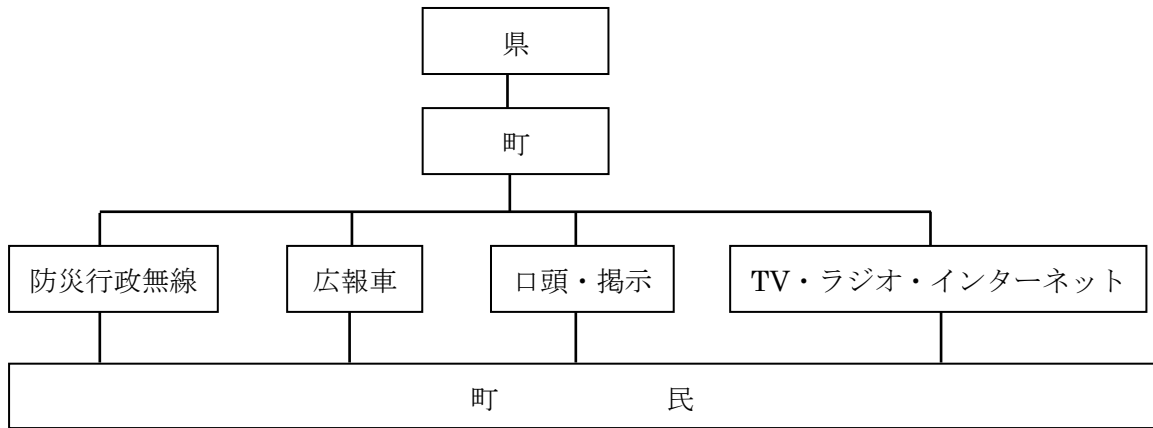 県
町
防災行政無線
広報車
口頭・掲示
TV・ラジオ・インターネット
町 民